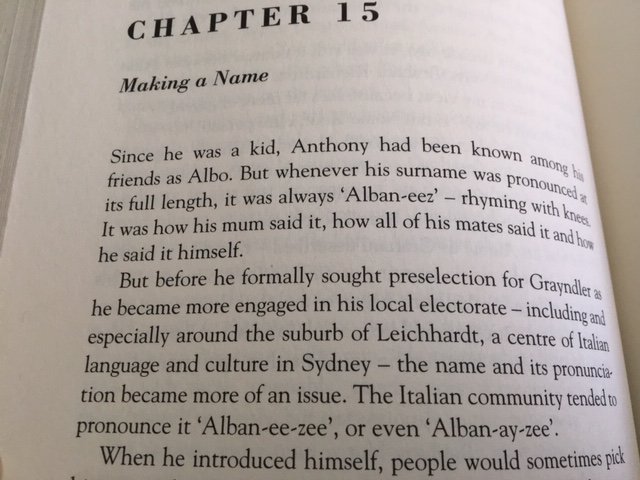 CHAPTER 15
Making a Name
Since he was a kid, Anthony had been known among his
friends as Albo. But whenever his surname was pronounced at
its full length, it was always ‘Alban-eez’ – rhyming with knees.
It was how his mum said it, how all of his mates said it and how
he said it himself.
But before he formally sought preselection for Grayndler as
he became more engaged in his local electorate – including and
especially around the suburb of Leichhardt, a centre of Italian
language and culture in Sydney – the name and its pronuncia-
tion became more of an issue. The Italian community tended to
pronounce it ‘Alban-ee-zee’, or even ‘Alban-ay-zee’.
When he introduced himself, people would sometimes pick